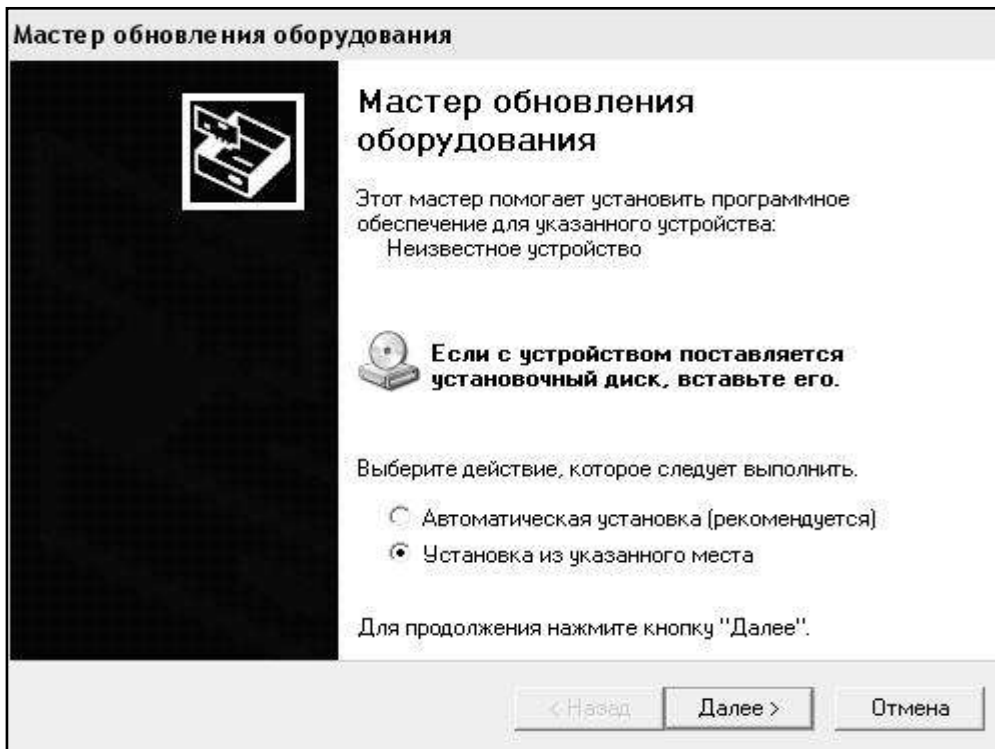 Мастер обновления оборудования
Мастер обновления
оборудования
Этот мастер помогает установить программное
обеспечение для указанного устройства:
Неизвестное устройство
Если с устройством поставляется
установочный диск, вставьте его.
Выберите действие, которое следует выполнить.
Автоматическая установка (рекомендуется)
Установка из указанного места
Для продолжения нажмите кнопку "Далее".
< Назад
Далее >
Отмена